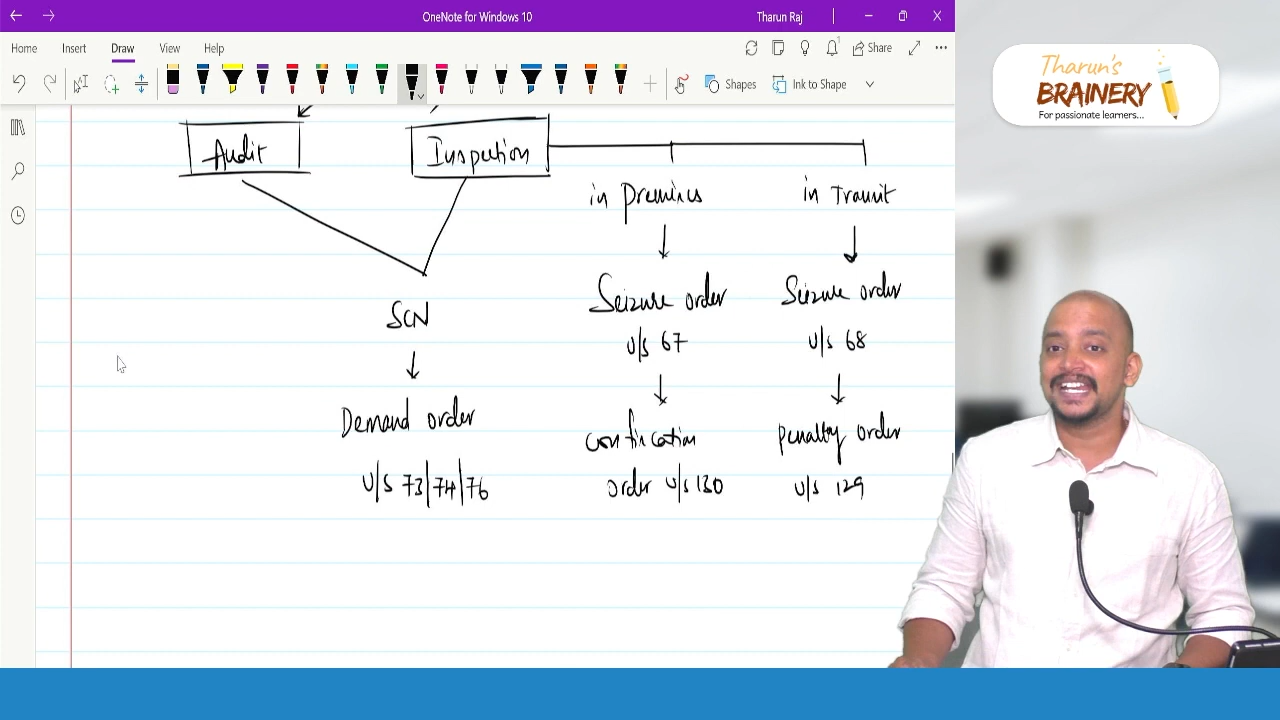 OneNote for Windows 10
Tharun Raj
Home Insert Draw View Help
Share
Shapes
Ink to Shape
Tharun's
BRAINERY
For passionate learners...
Audit
Inspection
in Premises
in Transit
SCN
Demand order
U/S 73/74/76
Seizure order
U/S 67
confiscation
order U/S 130
Seizure order
U/S 68
penalty order
U/S 129